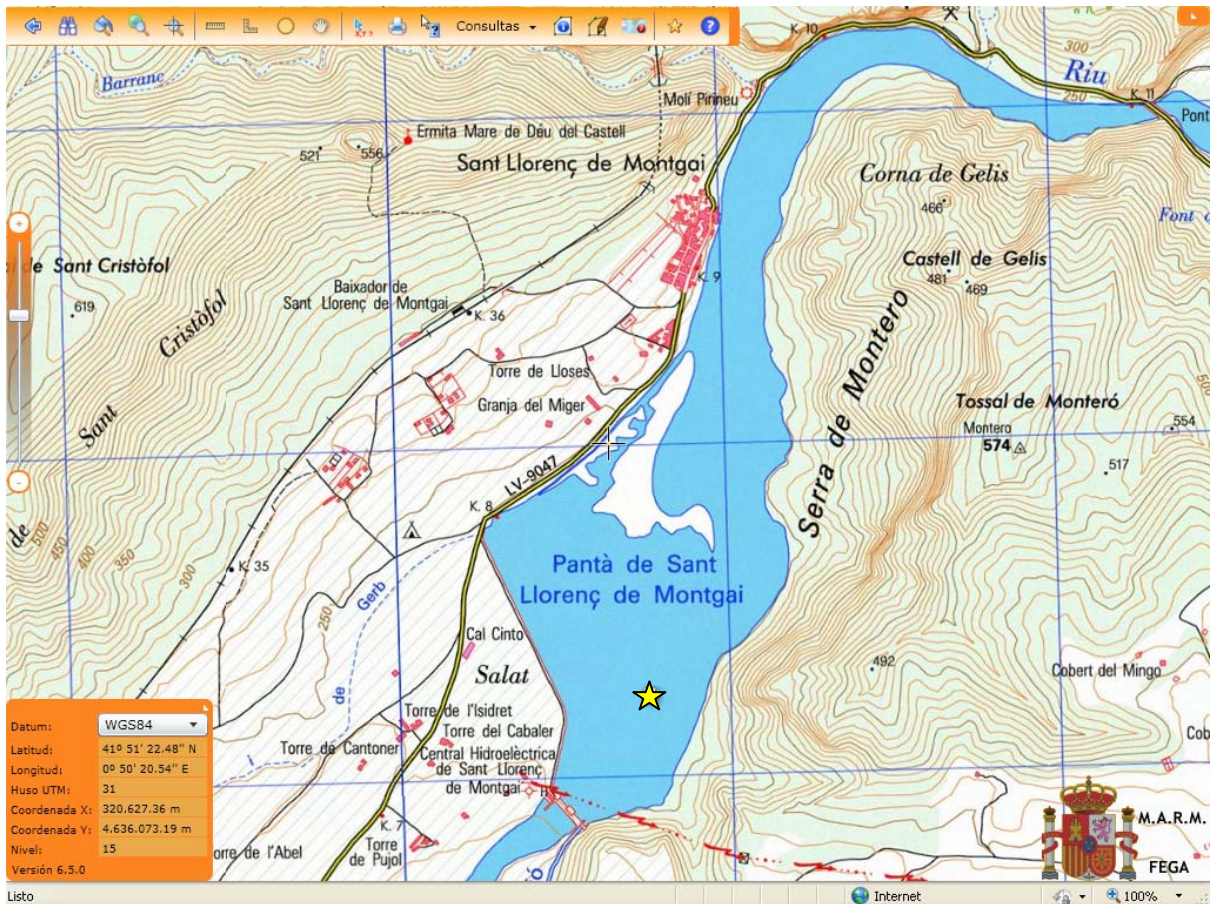 Consultas
X,Y ?
K. 10
300
Riu
250
K. 11
Pont
Barranc
Molí Pirineu
Ermita Mare de Déu del Castell
521
556
Sant Llorenç de Montgai
Corna de Gelis
466
Font
de Sant Cristòfol
Castell de Gelis
481
469
K. 9
Baixador de
Sant Llorenç de Montgai
K. 36
619
Cristòfol
Sant
de
Serra de Montero
Torre de Lloses
Granja del Miger
Tossal de Monteró
Montero
574
554
517
500
LV-9047
K. 8
500
450
400
350
300
K. 35
250
Gerb
de
i
Pantà de Sant
Llorenç de Montgai
Cal Cinto
Salat
492
Cobert del Mingo
Cob
Torre de l'Isidret
Torre del Cabaler
Torre de Cantoner
Central Hidroelèctrica
de Sant Llorenç
de Montgai
H
K. 7
Torre
de Pujol
orre de l'Abel
Datum: WGS84
Latitud: 41º 51' 22.48" N
Longitud: 0º 50' 20.54" E
Huso UTM: 31
Coordenada X: 320.627.36 m
Coordenada Y: 4.636.073.19 m
Nivel: 15
Versión 6.5.0
M.A.R.M.
FEGA
Listo
Internet
100%